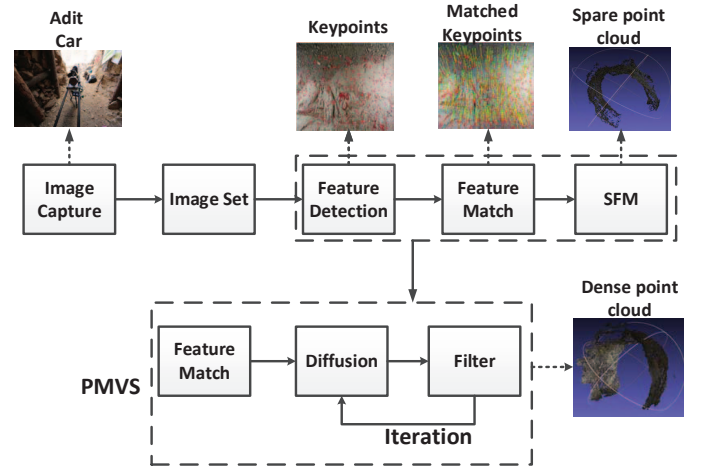 Adit
Car
Keypoints
Matched
Keypoints
Spare point
cloud
Image
Capture
Image Set
Feature
Detection
Feature
Match
SFM
Dense point
cloud
PMVS
Feature
Match
Diffusion
Filter
Iteration